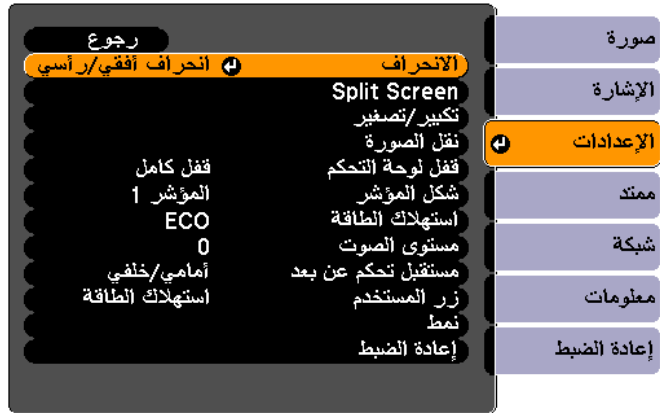 رجوع
الانحراف انحراف أفقي/رأسي
Split Screen
تكبير/تصغير
نقل الصورة
قفل لوحة التحكم قفل كامل
شكل المؤشر المؤشر 1
استهلاك الطاقة ECO
مستوى الصوت 0
مستقبل تحكم عن بعد أمامي/خلفي
زر المستخدم استهلاك الطاقة
نمط
إعادة الضبط
صورة
الإشارة
الإعدادات
ممتد
شبكة
معلومات
إعادة الضبط